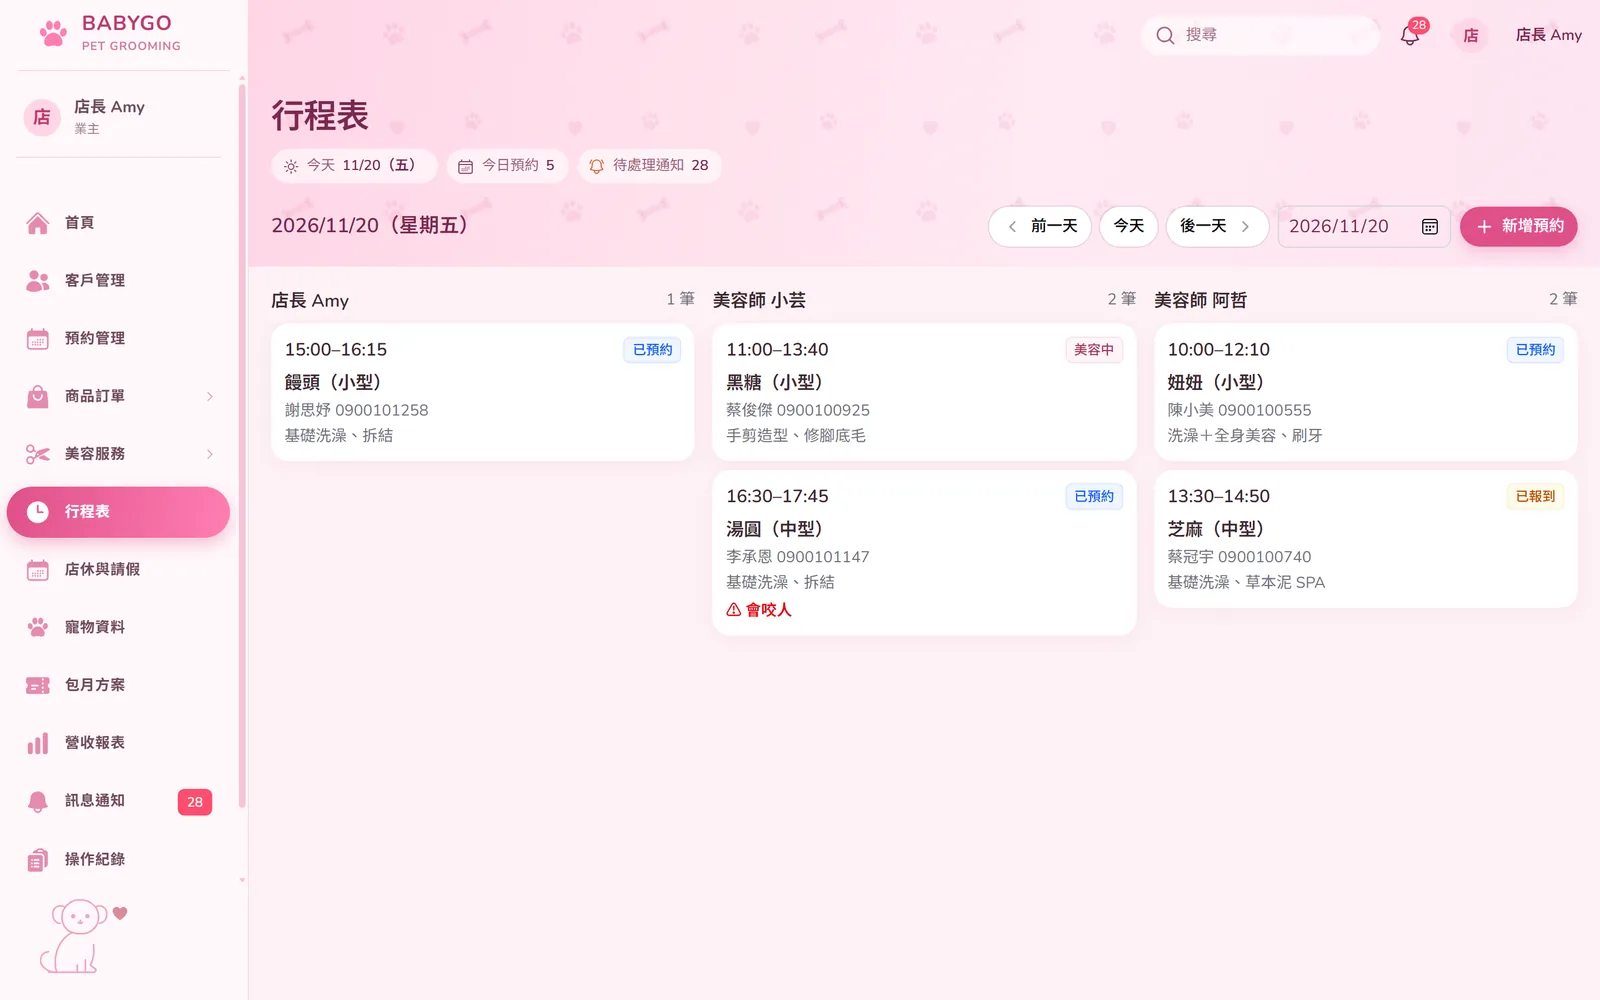 BABYGO
PET GROOMING
店
店長 Amy
業主
首頁
客戶管理
預約管理
商品訂單
美容服務
行程表
店休與請假
寵物資料
包月方案
營收報表
訊息通知
28
操作紀錄
搜尋
28
店
店長 Amy
行程表
今天 11/20（五）
今日預約 5
待處理通知 28
2026/11/20（星期五）
前一天
今天
後一天
2026/11/20
新增預約
店長 Amy
1 筆
15:00–16:15
已預約
饅頭（小型）
謝思妤 0900101258
基礎洗澡、拆結
美容師 小芸
2 筆
11:00–13:40
美容中
黑糖（小型）
蔡俊傑 0900100925
手剪造型、修腳底毛
16:30–17:45
已預約
湯圓（中型）
李承恩 0900101147
基礎洗澡、拆結
會咬人
美容師 阿哲
2 筆
10:00–12:10
已預約
妞妞（小型）
陳小美 0900100555
洗澡＋全身美容、刷牙
13:30–14:50
已報到
芝麻（中型）
蔡冠宇 0900100740
基礎洗澡、草本泥 SPA